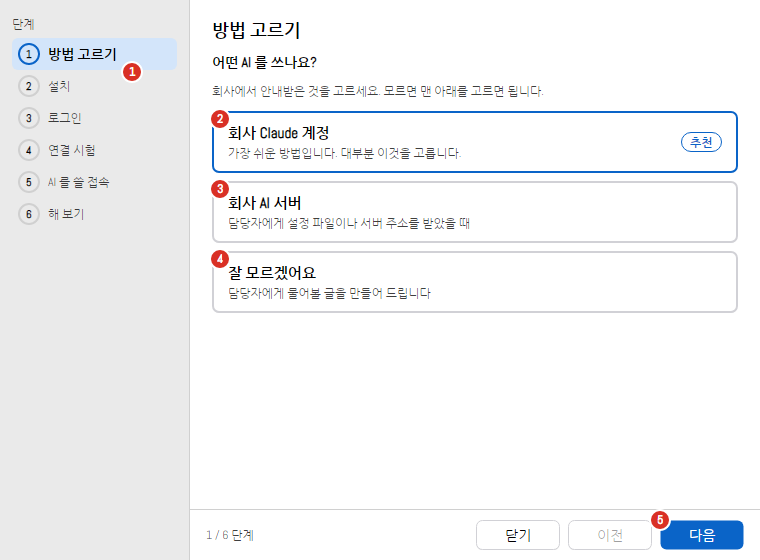 단계
1 방법 고르기
1
2 설치
3 로그인
4 연결 시험
5 AI 를 쓸 접속
6 해 보기
방법 고르기
어떤 AI 를 쓰나요?
회사에서 안내받은 것을 고르세요. 모르면 맨 아래를 고르면 됩니다.
2
회사 Claude 계정
가장 쉬운 방법입니다. 대부분 이것을 고릅니다.
추천
3
회사 AI 서버
담당자에게 설정 파일이나 서버 주소를 받았을 때
4
잘 모르겠어요
담당자에게 물어볼 글을 만들어 드립니다
1 / 6 단계
닫기
이전
5
다음